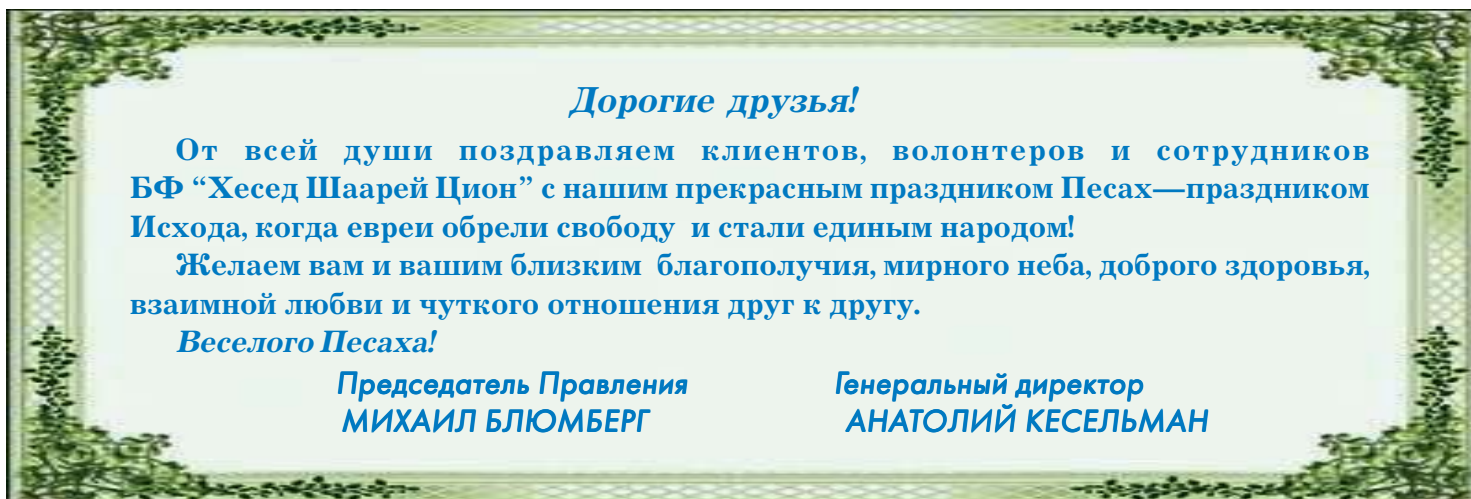 Дорогие друзья!
От всей души поздравляем клиентов, волонтеров и сотрудников
БФ “Хесед Шаарей Цион” с нашим прекрасным праздником Песах—праздником
Исхода, когда евреи обрели свободу и стали единым народом!
Желаем вам и вашим близким благополучия, мирного неба, доброго здоровья,
взаимной любви и чуткого отношения друг к другу.
Веселого Песаха!
Председатель Правления Генеральный директор
МИХАИЛ БЛЮМБЕРГ АНАТОЛИЙ КЕСЕЛЬМАН